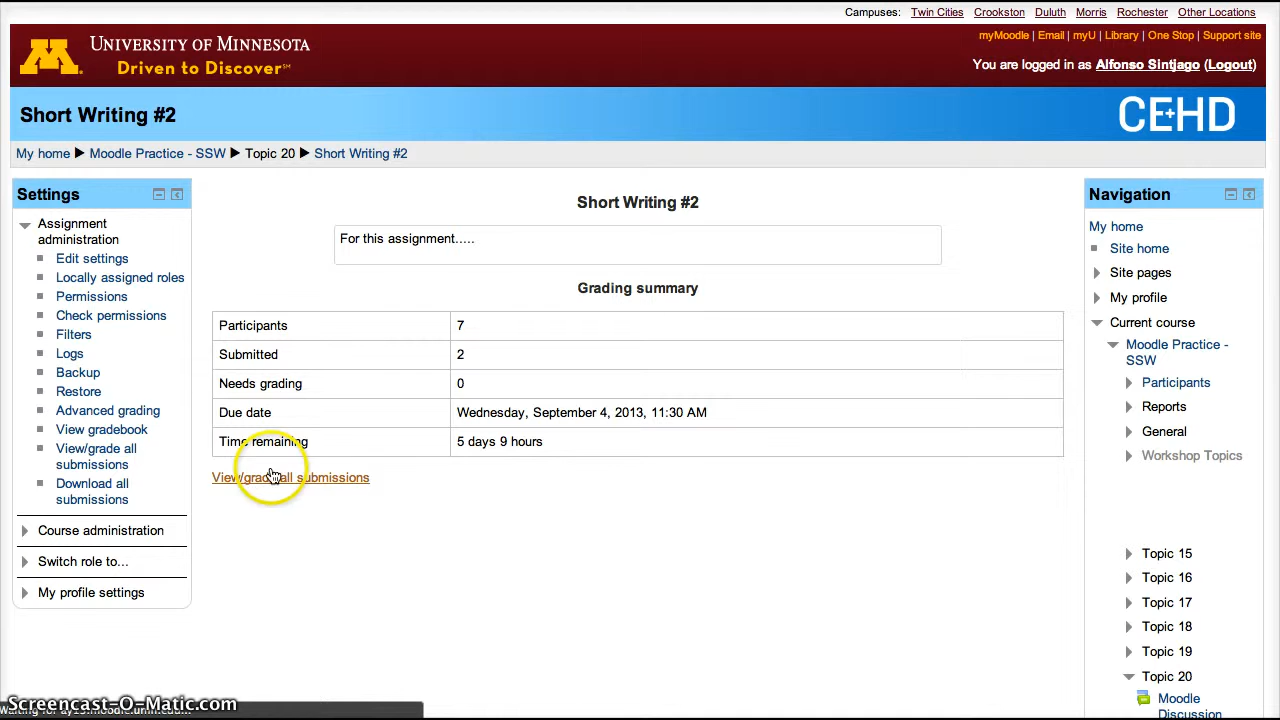 Campuses: Twin Cities Crookston Duluth Morris Rochester Other Locations
UNIVERSITY OF MINNESOTA
Driven to Discover℠
myMoodle | Email | myU | Library | One Stop | Support site
You are logged in as Alfonso Sintjago (Logout)
Short Writing #2
CEHD
My home ▶ Moodle Practice - SSW ▶ Topic 20 ▶ Short Writing #2
Settings
Assignment
administration
Edit settings
Locally assigned roles
Permissions
Check permissions
Filters
Logs
Backup
Restore
Advanced grading
View gradebook
View/grade all
submissions
Download all
submissions
Course administration
Switch role to...
My profile settings
Short Writing #2
For this assignment.....
Grading summary
Participants 7
Submitted 2
Needs grading 0
Due date Wednesday, September 4, 2013, 11:30 AM
Time remaining 5 days 9 hours
View/grade all submissions
Navigation
My home
Site home
Site pages
My profile
Current course
Moodle Practice -
SSW
Participants
Reports
General
Workshop Topics
Topic 15
Topic 16
Topic 17
Topic 18
Topic 19
Topic 20
Moodle
Discussion
Screencast-O-Matic.com